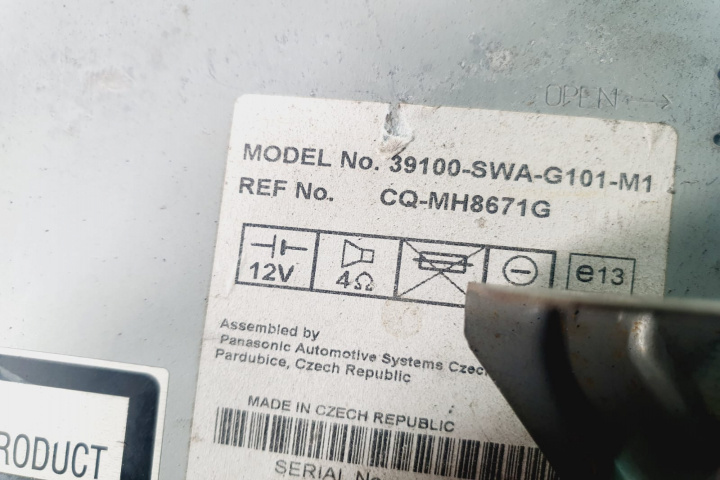 OPEN
MODEL No. 39100-SWA-G101-M1
REF No. CQ-MH8671G
12V 4Ω e13
Assembled by
Panasonic Automotive Systems Czech
Pardubice, Czech Republic
MADE IN CZECH REPUBLIC
SERIAL No
PRODUCT